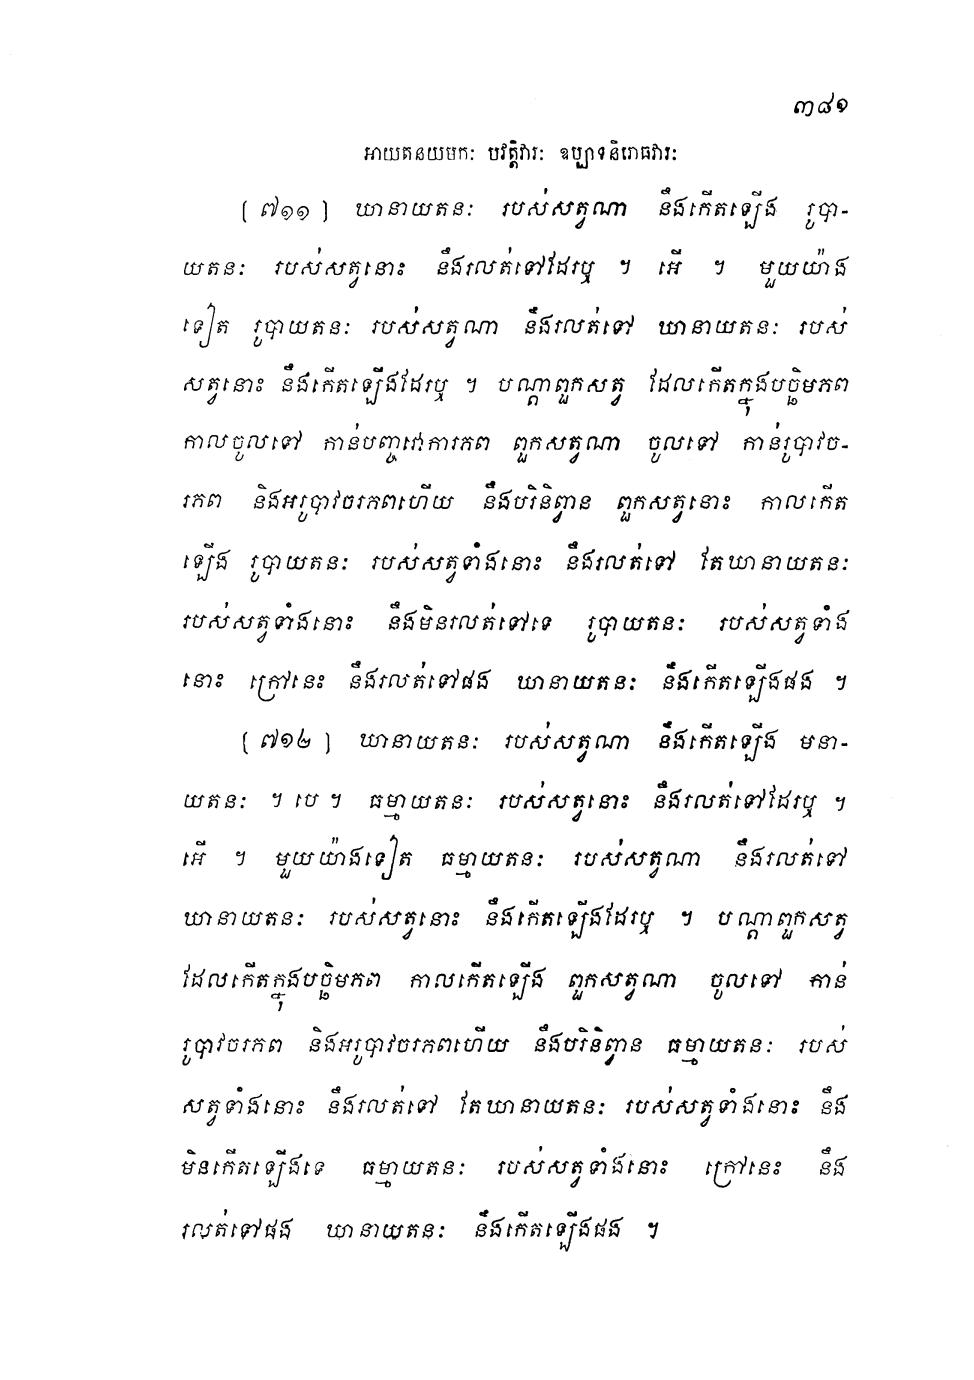 ៣៨១
អាយតនយមកៈ បវត្តិវារៈ ឧប្បាទនិរោធវារៈ
[៧១១] ឃានាយតនៈ របស់សត្វណា នឹងកើតឡើង រូបា-
យតនៈ របស់សត្វនោះ នឹងរលត់ទៅដែរឬ ។ អើ ។ មួយយ៉ាង
ទៀត រូបាយតនៈ របស់សត្វណា នឹងរលត់ទៅ ឃានាយតនៈ របស់
សត្វនោះ នឹងកើតឡើងដែរឬ ។ បណ្តាពួកសត្វ ដែលកើតក្នុងបច្ឆិមភព
កាលចូលទៅ កាន់បញ្ចវោការភព ពួកសត្វណា ចូលទៅ កាន់រូបាវច-
រភព និងអរូបាវចរភពហើយ នឹងបរិនិព្វាន ពួកសត្វនោះ កាលកើត
ឡើង រូបាយតនៈ របស់សត្វទាំងនោះ នឹងរលត់ទៅ តែឃានាយតនៈ
របស់សត្វទាំងនោះ នឹងមិនរលត់ទៅទេ រូបាយតនៈ របស់សត្វទាំង
នោះ ក្រៅនេះ នឹងរលត់ទៅផង ឃានាយតនៈ នឹងកើតឡើងផង ។
[៧១២] ឃានាយតនៈ របស់សត្វណា នឹងកើតឡើង មនា-
យតនៈ ។ បេ ។ ធម្មាយតនៈ របស់សត្វនោះ នឹងរលត់ទៅដែរឬ ។
អើ ។ មួយយ៉ាងទៀត ធម្មាយតនៈ របស់សត្វណា នឹងរលត់ទៅ
ឃានាយតនៈ របស់សត្វនោះ នឹងកើតឡើងដែរឬ ។ បណ្តាពួកសត្វ
ដែលកើតក្នុងបច្ឆិមភព កាលកើតឡើង ពួកសត្វណា ចូលទៅ កាន់
រូបាវចរភព និងអរូបាវចរភពហើយ នឹងបរិនិព្វាន ធម្មាយតនៈ របស់
សត្វទាំងនោះ នឹងរលត់ទៅ តែឃានាយតនៈ របស់សត្វទាំងនោះ នឹង
មិនកើតឡើងទេ ធម្មាយតនៈ របស់សត្វទាំងនោះ ក្រៅនេះ នឹង
រលត់ទៅផង ឃានាយតនៈ នឹងកើតឡើងផង ។